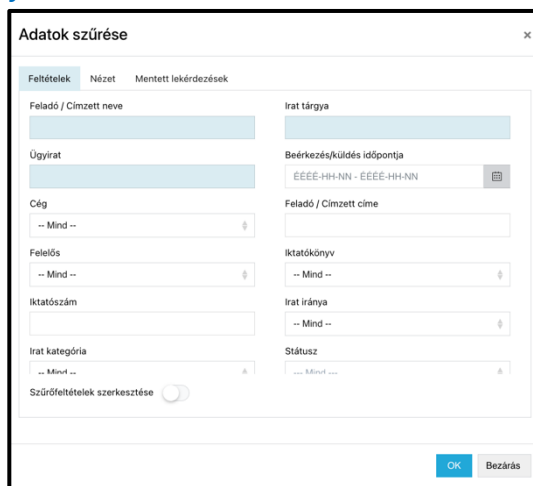 Adatok szűrése ×
Feltételek Nézet Mentett lekérdezések
Feladó / Címzett neve Irat tárgya
Ügyirat Beérkezés/küldés időpontja
ÉÉÉÉ-HH-NN - ÉÉÉÉ-HH-NN
Cég Feladó / Címzett címe
-- Mind --
Felelős Iktatókönyv
-- Mind -- -- Mind --
Iktatószám Irat iránya
-- Mind --
Irat kategória Státusz
-- Mind -- --- Mind ---
Szűrőfeltételek szerkesztése
OK Bezárás